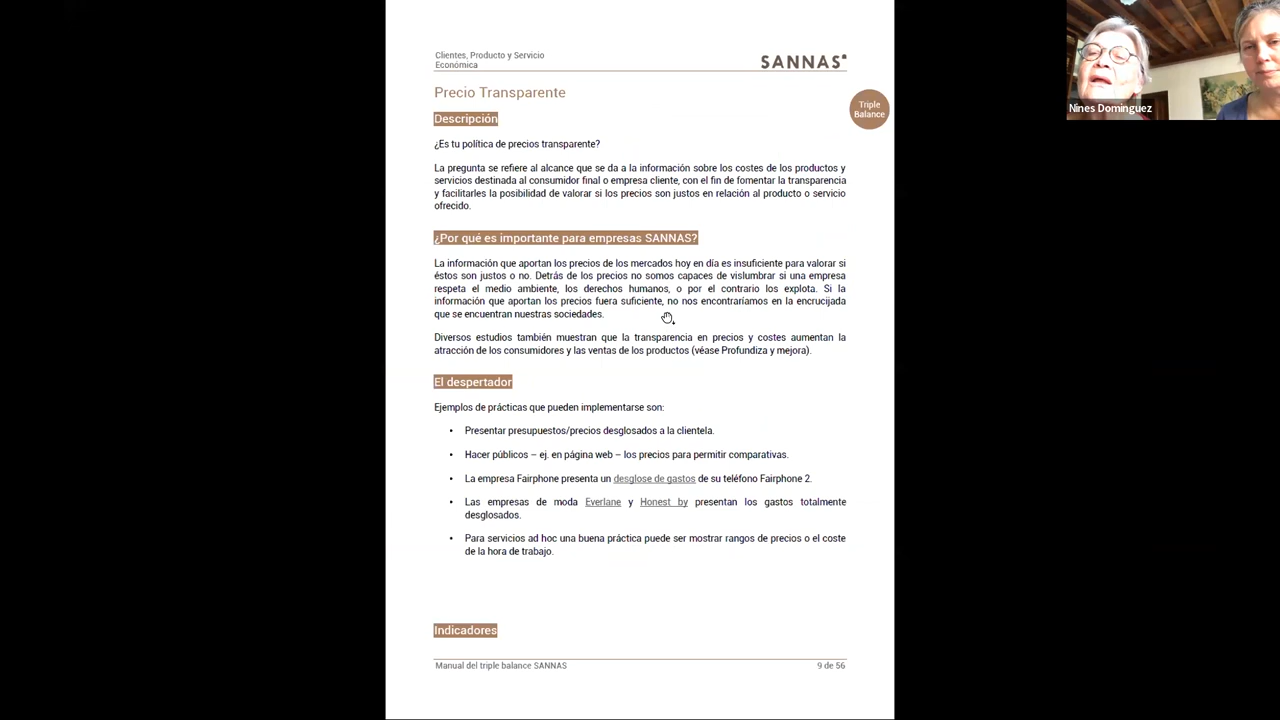 Clientes, Producto y Servicio
Económica
SANNAS
Precio Transparente
Triple
Balance
Nines Dominguez
Descripción
¿Es tu política de precios transparente?
La pregunta se refiere al alcance que se da a la información sobre los costes de los productos y
servicios destinada al consumidor final o empresa cliente, con el fin de fomentar la transparencia
y facilitarles la posibilidad de valorar si los precios son justos en relación al producto o servicio
ofrecido.
¿Por qué es importante para empresas SANNAS?
La información que aportan los precios de los mercados hoy en día es insuficiente para valorar si
éstos son justos o no. Detrás de los precios no somos capaces de vislumbrar si una empresa
respeta el medio ambiente, los derechos humanos, o por el contrario los explota. Si la
información que aportan los precios fuera suficiente, no nos encontraríamos en la encrucijada
que se encuentran nuestras sociedades.
Diversos estudios también muestran que la transparencia en precios y costes aumentan la
atracción de los consumidores y las ventas de los productos (véase Profundiza y mejora).
El despertador
Ejemplos de prácticas que pueden implementarse son:
• Presentar presupuestos/precios desglosados a la clientela.
• Hacer públicos – ej. en página web – los precios para permitir comparativas.
• La empresa Fairphone presenta un desglose de gastos de su teléfono Fairphone 2.
• Las empresas de moda Everlane y Honest by presentan los gastos totalmente
desglosados.
• Para servicios ad hoc una buena práctica puede ser mostrar rangos de precios o el coste
de la hora de trabajo.
Indicadores
Manual del triple balance SANNAS
9 de 56